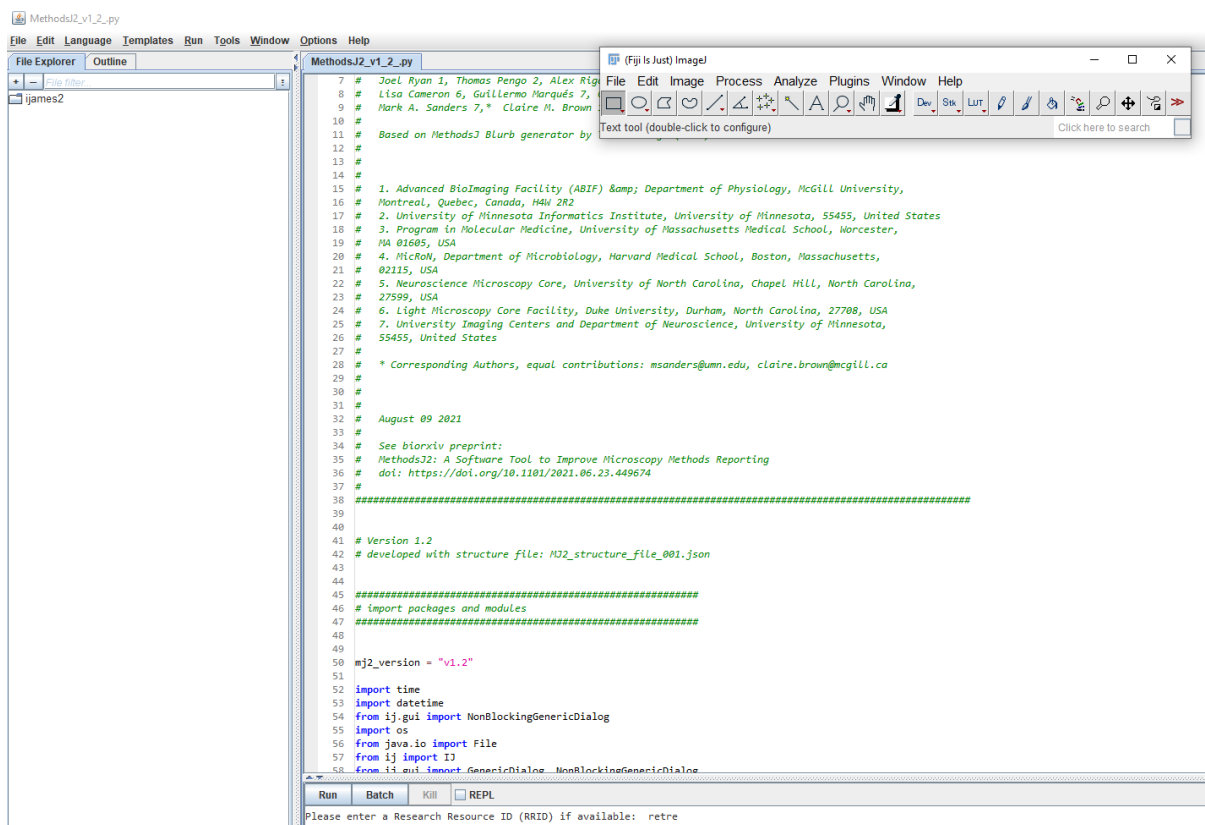 MethodsJ2_v1_2_.py
File Edit Language Templates Run Tools Window Options Help
File Explorer Outline
+ – File filter... :
ijames2
MethodsJ2_v1_2_.py
7 # Joel Ryan 1, Thomas Pengo 2, Alex
8 # Lisa Cameron 6, Guillermo Marqués 7,
9 # Mark A. Sanders 7,* Claire M. Brown
10 #
11 # Based on MethodsJ Blurb generator by
12 #
13 #
14 #
15 # 1. Advanced BioImaging Facility (ABIF) &amp; Department of Physiology, McGill University,
16 # Montreal, Quebec, Canada, H4W 2R2
17 # 2. University of Minnesota Informatics Institute, University of Minnesota, 55455, United States
18 # 3. Program in Molecular Medicine, University of Massachusetts Medical School, Worcester,
19 # MA 01605, USA
20 # 4. MicRoN, Department of Microbiology, Harvard Medical School, Boston, Massachusetts,
21 # 02115, USA
22 # 5. Neuroscience Microscopy Core, University of North Carolina, Chapel Hill, North Carolina,
23 # 27599, USA
24 # 6. Light Microscopy Core Facility, Duke University, Durham, North Carolina, 27708, USA
25 # 7. University Imaging Centers and Department of Neuroscience, University of Minnesota,
26 # 55455, United States
27 #
28 # * Corresponding Authors, equal contributions: msanders@umn.edu, claire.brown@mcgill.ca
29 #
30 #
31 #
32 # August 09 2021
33 #
34 # See biorxiv preprint:
35 # MethodsJ2: A Software Tool to Improve Microscopy Methods Reporting
36 # doi: https://doi.org/10.1101/2021.06.23.449674
37 #
38 ########################################################################################################
39
40
41 # Version 1.2
42 # developed with structure file: MJ2_structure_file_001.json
43
44
45 ##########################################################
46 # import packages and modules
47 ##########################################################
48
49
50 mj2_version = "v1.2"
51
52 import time
53 import datetime
54 from ij.gui import NonBlockingGenericDialog
55 import os
56 from java.io import File
57 from ij import IJ
58 from ij.gui import GenericDialog, NonBlockingGenericDialog
(Fiji Is Just) ImageJ
File Edit Image Process Analyze Plugins Window Help
A Dev Stk LUT >>
Text tool (double-click to configure) Click here to search
Run Batch Kill REPL
Please enter a Research Resource ID (RRID) if available: retre